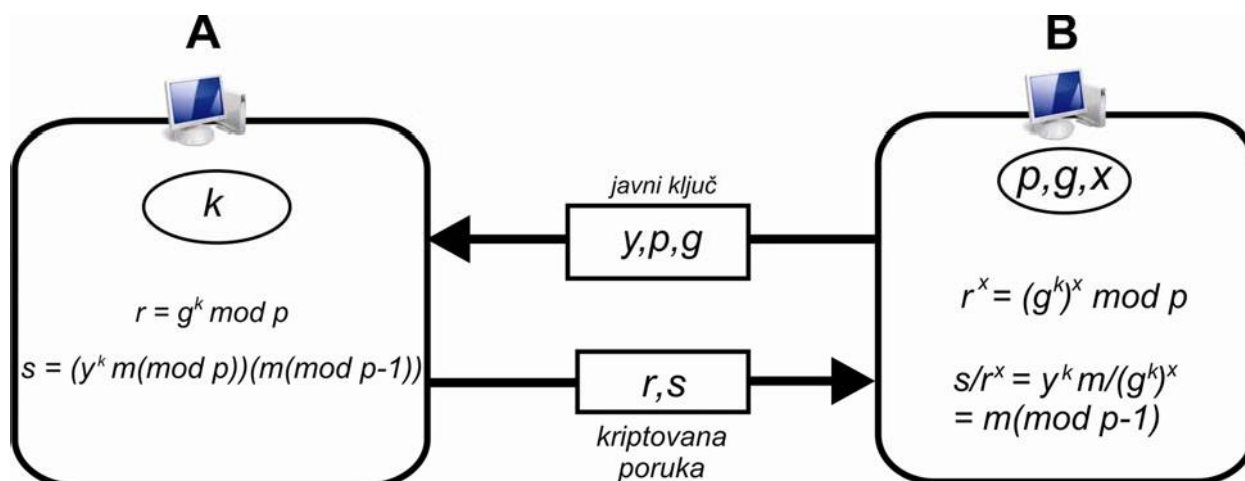 A
B
k
r = g^k mod p
s = (y^k m(mod p))(m(mod p-1))
javni ključ
y,p,g
r,s
kriptovana
poruka
p,g,x
r^x = (g^k)^x mod p
s/r^x = y^k m/(g^k)^x
= m(mod p-1)